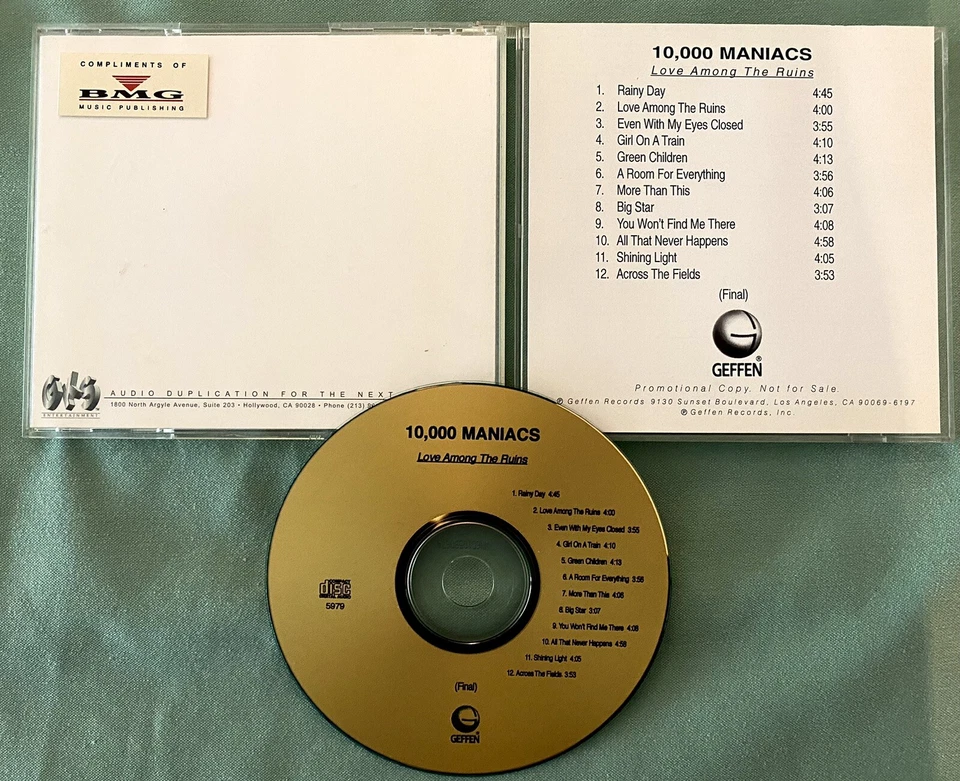 COMPLIMENTS OF
BMG
MUSIC PUBLISHING
ENTERTAINMENT
AUDIO DUPLICATION FOR THE NEXT
1800 North Argyle Avenue, Suite 203 • Hollywood, CA 90028 • Phone (213)
10,000 MANIACS
Love Among The Ruins
1. Rainy Day 4:45
2. Love Among The Ruins 4:00
3. Even With My Eyes Closed 3:55
4. Girl On A Train 4:10
5. Green Children 4:13
6. A Room For Everything 3:56
7. More Than This 4:06
8. Big Star 3:07
9. You Won't Find Me There 4:08
10. All That Never Happens 4:58
11. Shining Light 4:05
12. Across The Fields 3:53
(Final)
GEFFEN®
Promotional Copy. Not for Sale.
℗ Geffen Records 9130 Sunset Boulevard, Los Angeles, CA 90069-6197
℗ Geffen Records, Inc.
10,000 MANIACS
Love Among The Ruins
1. Rainy Day 4:45
2. Love Among The Ruins 4:00
3. Even With My Eyes Closed 3:55
4. Girl On A Train 4:10
5. Green Children 4:13
6. A Room For Everything 3:56
7. More Than This 4:06
8. Big Star 3:07
9. You Won't Find Me There 4:08
10. All That Never Happens 4:58
11. Shining Light 4:05
12. Across The Fields 3:53
COMPACT
disc
DIGITAL AUDIO
5979
(Final)
GEFFEN